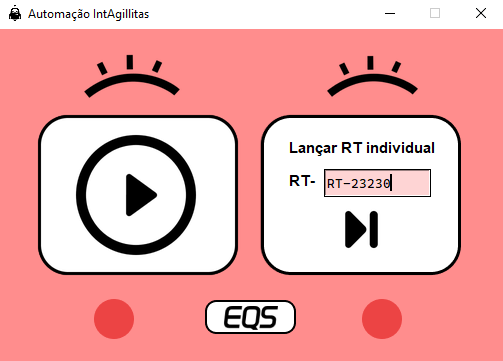 Automação IntAgillitas
Lançar RT individual
RT- RT-23230
EQS